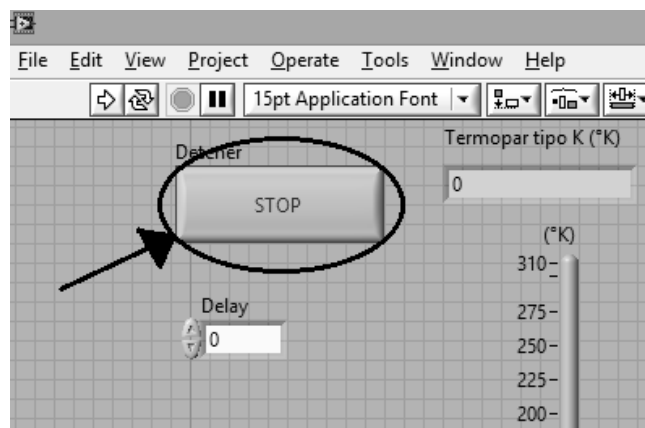 File Edit View Project Operate Tools Window Help
15pt Application Font
Detener
STOP
Termopar tipo K (°K)
0
(°K)
310
275
250
225
200
Delay
0